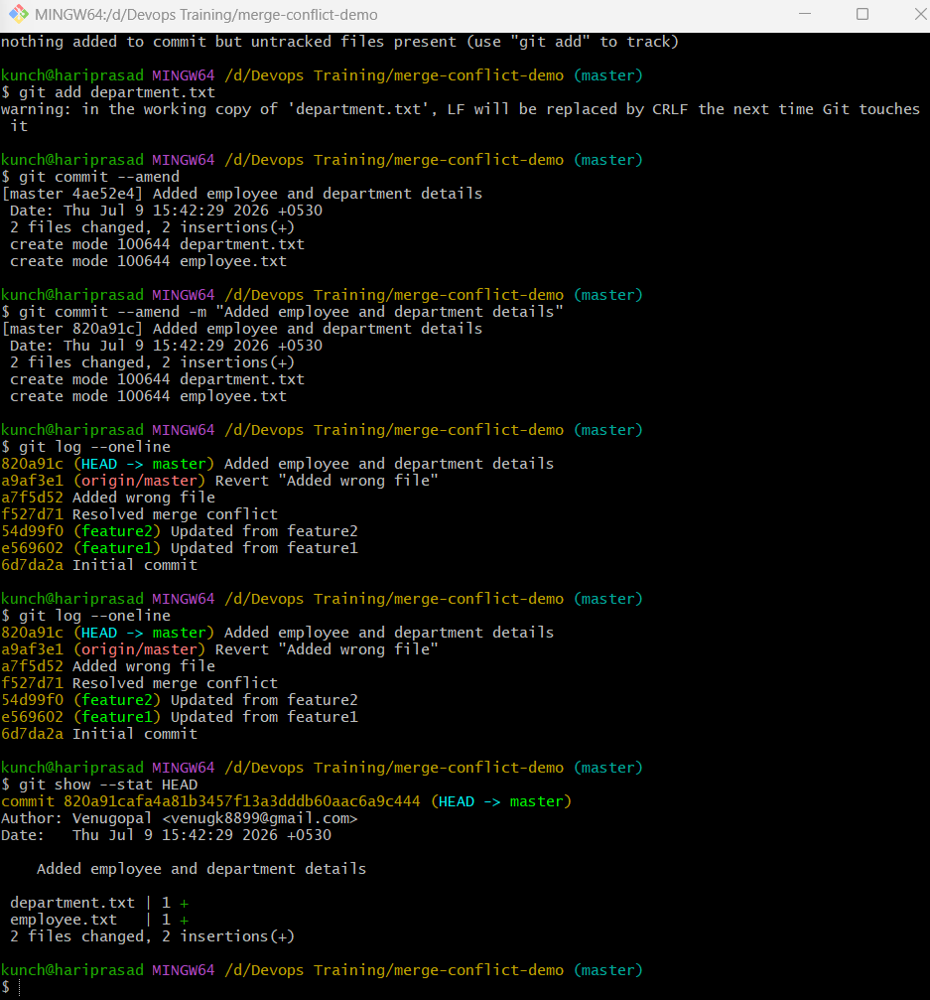 MINGW64:/d/Devops Training/merge-conflict-demo
nothing added to commit but untracked files present (use "git add" to track)
kunch@hariprasad MINGW64 /d/Devops Training/merge-conflict-demo (master)
$ git add department.txt
warning: in the working copy of 'department.txt', LF will be replaced by CRLF the next time Git touches
 it
kunch@hariprasad MINGW64 /d/Devops Training/merge-conflict-demo (master)
$ git commit --amend
[master 4ae52e4] Added employee and department details
 Date: Thu Jul 9 15:42:29 2026 +0530
 2 files changed, 2 insertions(+)
 create mode 100644 department.txt
 create mode 100644 employee.txt
kunch@hariprasad MINGW64 /d/Devops Training/merge-conflict-demo (master)
$ git commit --amend -m "Added employee and department details"
[master 820a91c] Added employee and department details
 Date: Thu Jul 9 15:42:29 2026 +0530
 2 files changed, 2 insertions(+)
 create mode 100644 department.txt
 create mode 100644 employee.txt
kunch@hariprasad MINGW64 /d/Devops Training/merge-conflict-demo (master)
$ git log --oneline
820a91c (HEAD -> master) Added employee and department details
a9af3e1 (origin/master) Revert "Added wrong file"
a7f5d52 Added wrong file
f527d71 Resolved merge conflict
54d99f0 (feature2) Updated from feature2
e569602 (feature1) Updated from feature1
6d7da2a Initial commit
kunch@hariprasad MINGW64 /d/Devops Training/merge-conflict-demo (master)
$ git log --oneline
820a91c (HEAD -> master) Added employee and department details
a9af3e1 (origin/master) Revert "Added wrong file"
a7f5d52 Added wrong file
f527d71 Resolved merge conflict
54d99f0 (feature2) Updated from feature2
e569602 (feature1) Updated from feature1
6d7da2a Initial commit
kunch@hariprasad MINGW64 /d/Devops Training/merge-conflict-demo (master)
$ git show --stat HEAD
commit 820a91cafa4a81b3457f13a3dddb60aac6a9c444 (HEAD -> master)
Author: Venugopal <venugk8899@gmail.com>
Date:   Thu Jul 9 15:42:29 2026 +0530
    Added employee and department details
 department.txt | 1 +
 employee.txt   | 1 +
 2 files changed, 2 insertions(+)
kunch@hariprasad MINGW64 /d/Devops Training/merge-conflict-demo (master)
$